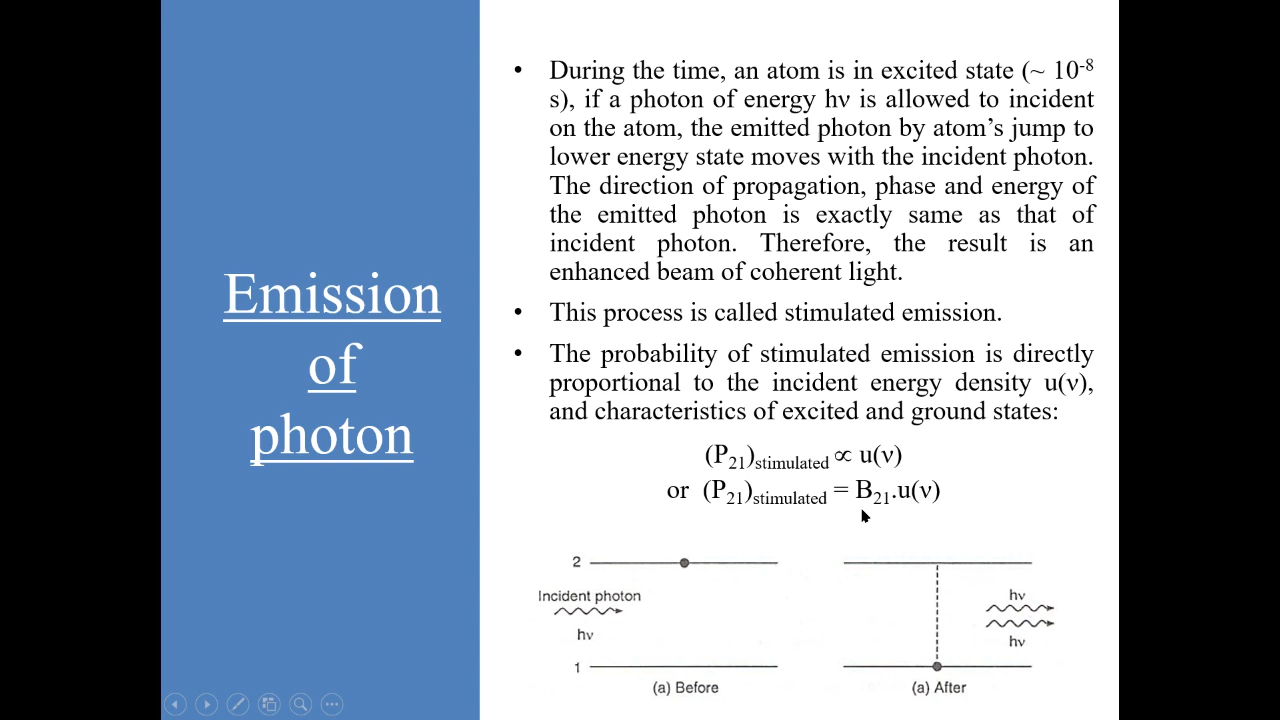 Emission
of
photon
• During the time, an atom is in excited state (~ 10⁻⁸
s), if a photon of energy hν is allowed to incident
on the atom, the emitted photon by atom’s jump to
lower energy state moves with the incident photon.
The direction of propagation, phase and energy of
the emitted photon is exactly same as that of
incident photon. Therefore, the result is an
enhanced beam of coherent light.
• This process is called stimulated emission.
• The probability of stimulated emission is directly
proportional to the incident energy density u(ν),
and characteristics of excited and ground states:
(P₂₁)stimulated ∝ u(ν)
or (P₂₁)stimulated = B₂₁.u(ν)
2
Incident photon
hν
1
(a) Before
hν
hν
(a) After